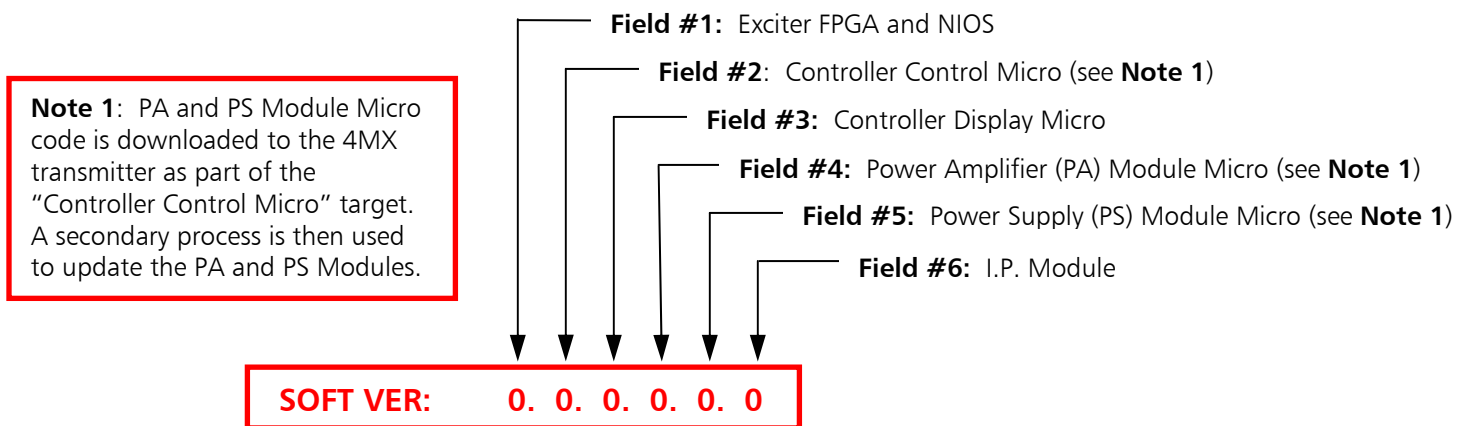 Field #1: Exciter FPGA and NIOS
Field #2: Controller Control Micro (see Note 1)
Field #3: Controller Display Micro
Field #4: Power Amplifier (PA) Module Micro (see Note 1)
Field #5: Power Supply (PS) Module Micro (see Note 1)
Field #6: I.P. Module
Note 1: PA and PS Module Micro
code is downloaded to the 4MX
transmitter as part of the
“Controller Control Micro” target.
A secondary process is then used
to update the PA and PS Modules.
SOFT VER: 0. 0. 0. 0. 0. 0